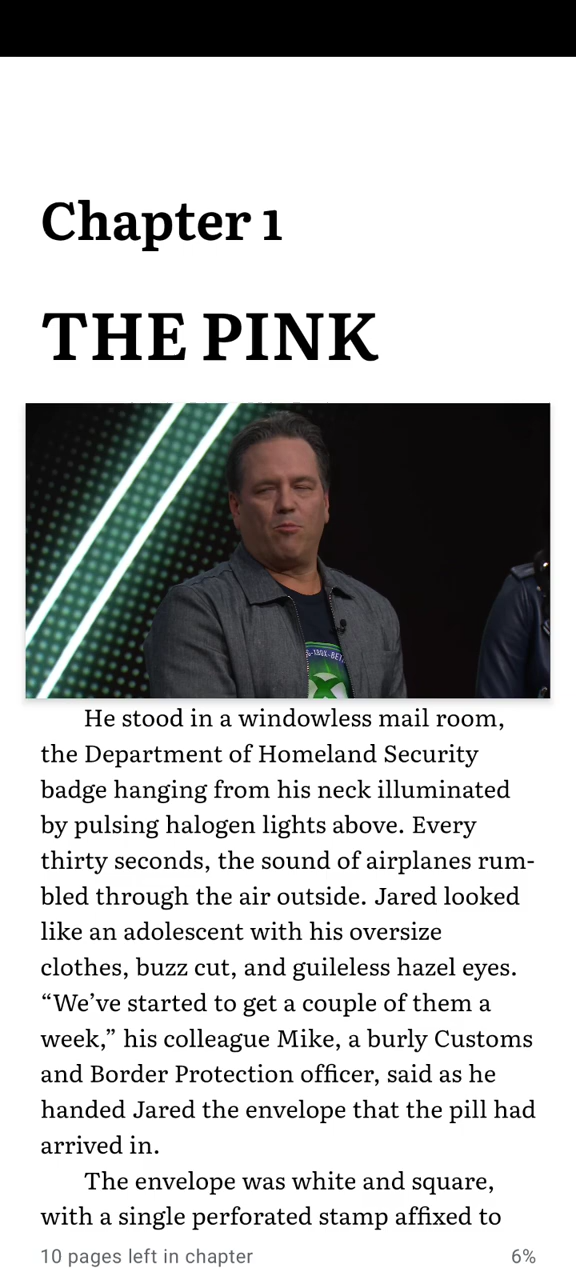 Chapter 1
THE PINK
-XBOX-BET
He stood in a windowless mail room,
the Department of Homeland Security
badge hanging from his neck illuminated
by pulsing halogen lights above. Every
thirty seconds, the sound of airplanes rum-
bled through the air outside. Jared looked
like an adolescent with his oversize
clothes, buzz cut, and guileless hazel eyes.
“We’ve started to get a couple of them a
week,” his colleague Mike, a burly Customs
and Border Protection officer, said as he
handed Jared the envelope that the pill had
arrived in.
The envelope was white and square,
with a single perforated stamp affixed to
10 pages left in chapter
6%